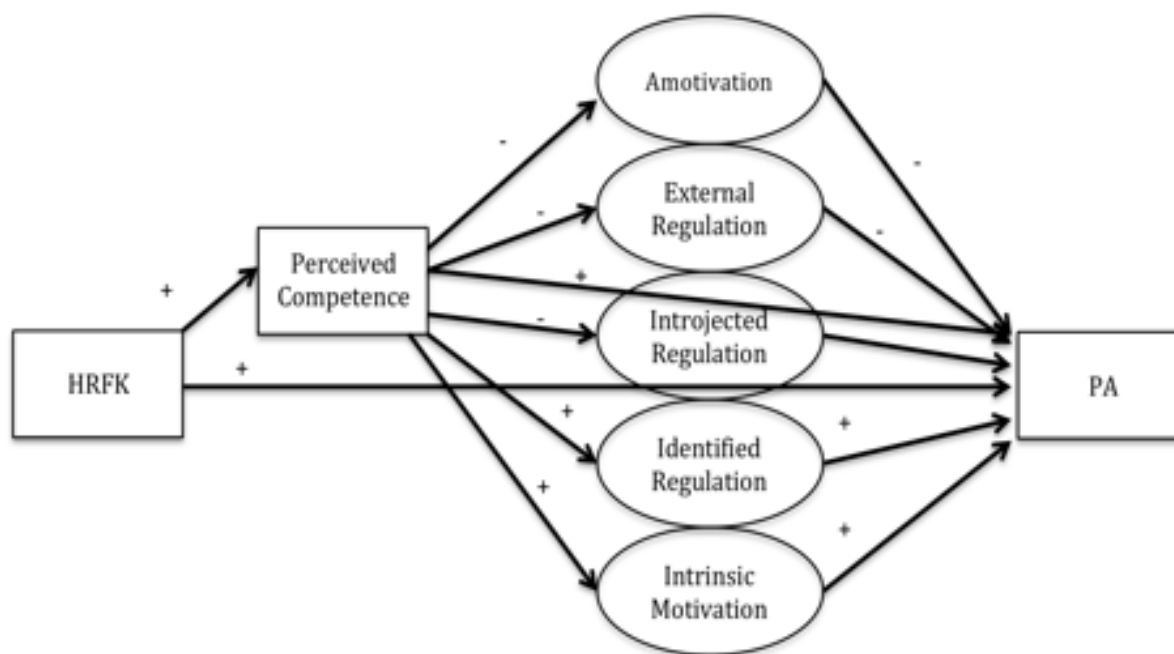 Amotivation
-
-
External
Regulation
-
-
+
Perceived
Competence
+
-
Introjected
Regulation
HRFK
+
PA
+
+
Identified
Regulation
+
+
Intrinsic
Motivation